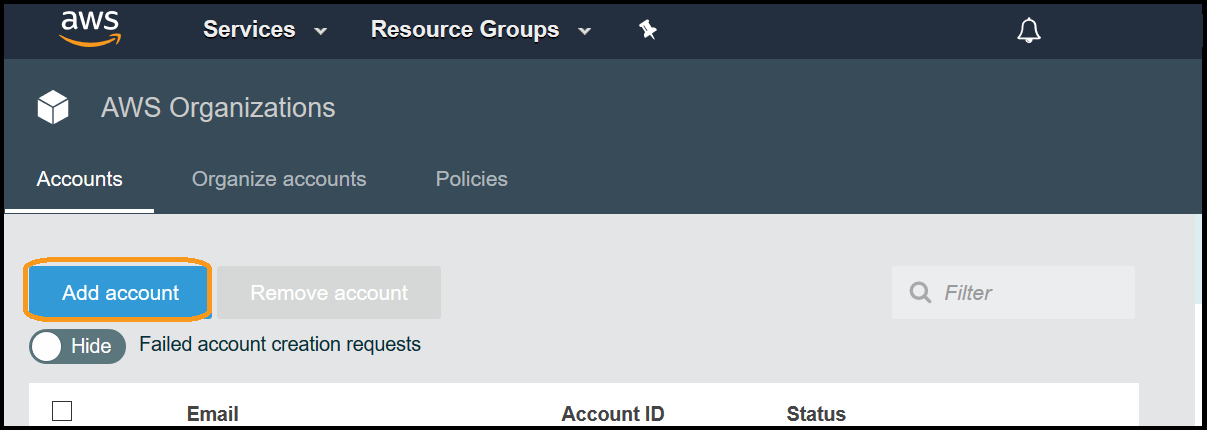 aws Services Resource Groups
AWS Organizations
Accounts Organize accounts Policies
Add account Remove account Filter
Hide Failed account creation requests
Email Account ID Status